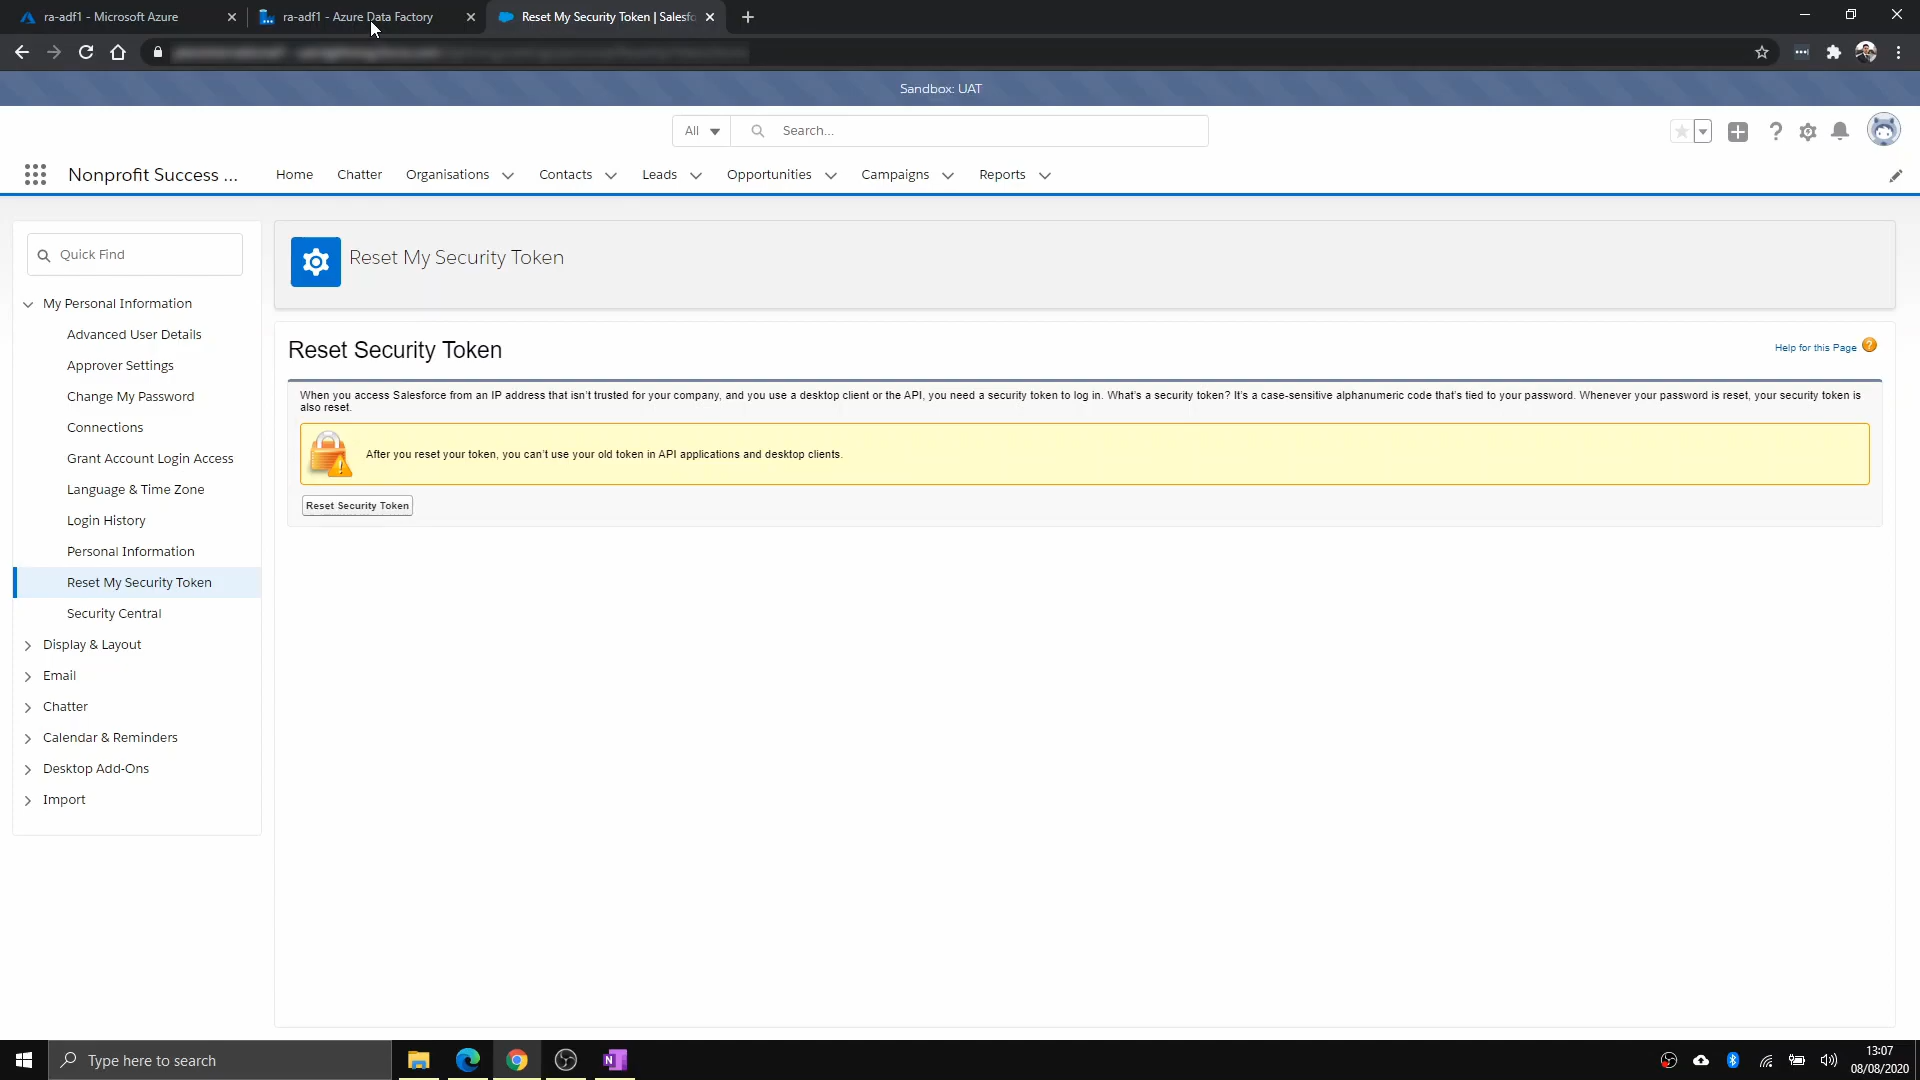 ra-adf1 - Microsoft Azure
ra-adf1 - Azure Data Factory
Reset My Security Token | Salesfo
Sandbox: UAT
All
Search...
Nonprofit Success ...
Home
Chatter
Organisations
Contacts
Leads
Opportunities
Campaigns
Reports
Quick Find
My Personal Information
Advanced User Details
Approver Settings
Change My Password
Connections
Grant Account Login Access
Language & Time Zone
Login History
Personal Information
Reset My Security Token
Security Central
Display & Layout
Email
Chatter
Calendar & Reminders
Desktop Add-Ons
Import
Reset My Security Token
Reset Security Token
Help for this Page
When you access Salesforce from an IP address that isn't trusted for your company, and you use a desktop client or the API, you need a security token to log in. What's a security token? It's a case-sensitive alphanumeric code that's tied to your password. Whenever your password is reset, your security token is
also reset.
After you reset your token, you can't use your old token in API applications and desktop clients.
Reset Security Token
Type here to search
N
13:07
08/08/2020